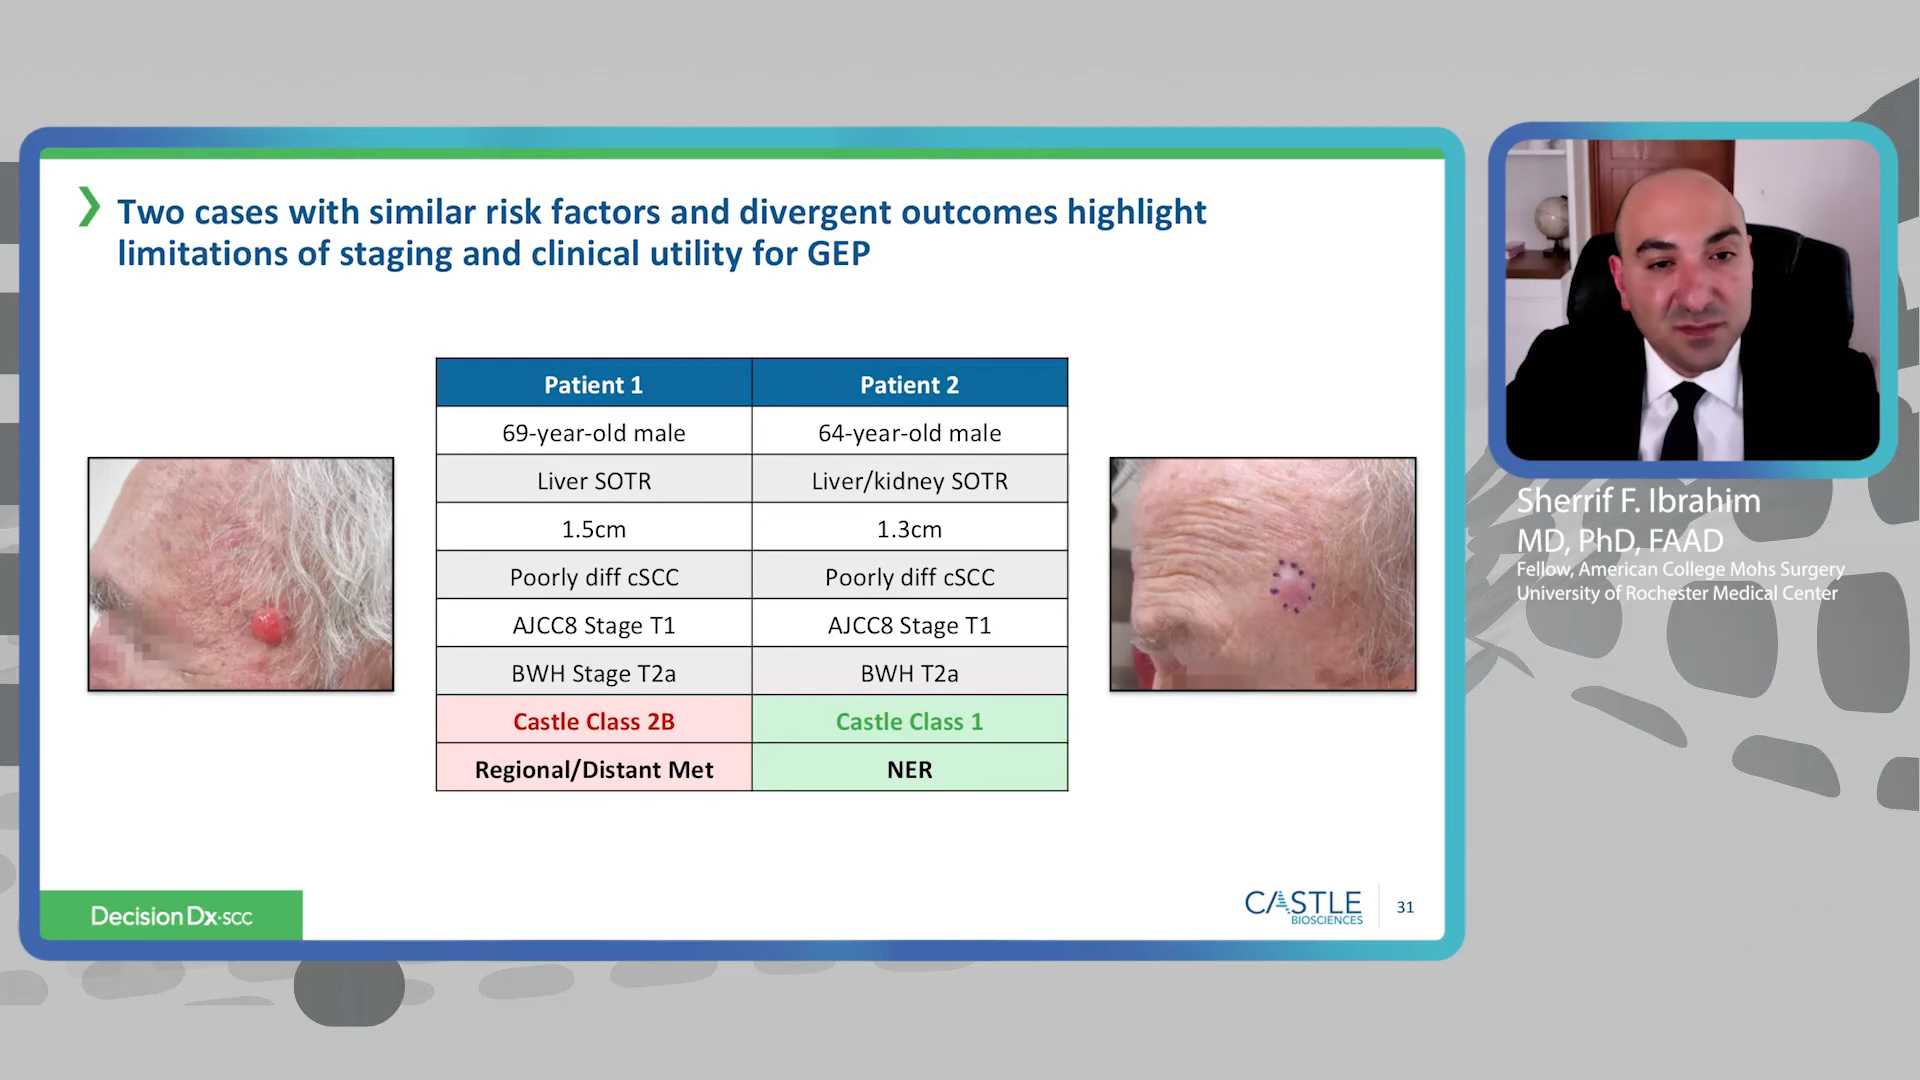 Two cases with similar risk factors and divergent outcomes highlight
limitations of staging and clinical utility for GEP
Patient 1 Patient 2
69-year-old male 64-year-old male
Liver SOTR Liver/kidney SOTR
1.5cm 1.3cm
Poorly diff cSCC Poorly diff cSCC
AJCC8 Stage T1 AJCC8 Stage T1
BWH Stage T2a BWH T2a
Castle Class 2B Castle Class 1
Regional/Distant Met NER
DecisionDx·SCC
CASTLE
BIOSCIENCES
31
Sherrif F. Ibrahim
MD, PhD, FAAD
Fellow, American College Mohs Surgery
University of Rochester Medical Center